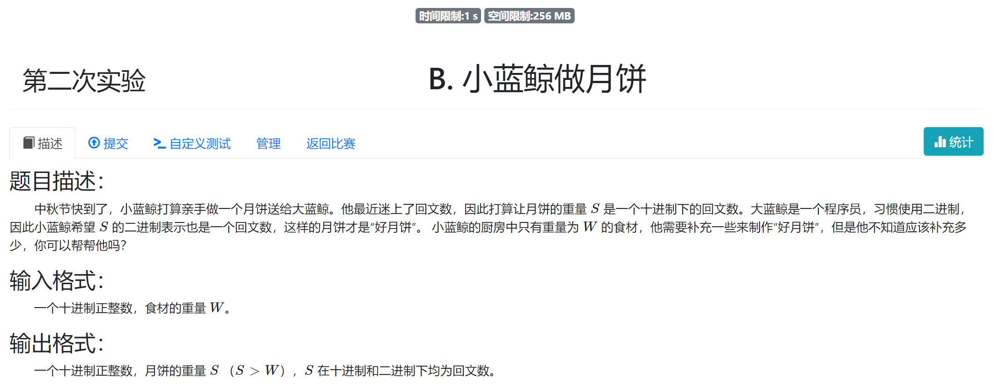 时间限制:1 s 空间限制:256 MB
第二次实验
B. 小蓝鲸做月饼
描述 提交 自定义测试 管理 返回比赛 统计
题目描述：
中秋节快到了，小蓝鲸打算亲手做一个月饼送给大蓝鲸。他最近迷上了回文数，因此打算让月饼的重量 S 是一个十进制下的回文数。大蓝鲸是一个程序员，习惯使用二进制，
因此小蓝鲸希望 S 的二进制表示也是一个回文数，这样的月饼才是“好月饼”。 小蓝鲸的厨房中只有重量为 W 的食材，他需要补充一些来制作“好月饼”，但是他不知道应该补充多
少，你可以帮帮他吗？
输入格式：
一个十进制正整数，食材的重量 W。
输出格式：
一个十进制正整数，月饼的重量 S （S > W），S 在十进制和二进制下均为回文数。